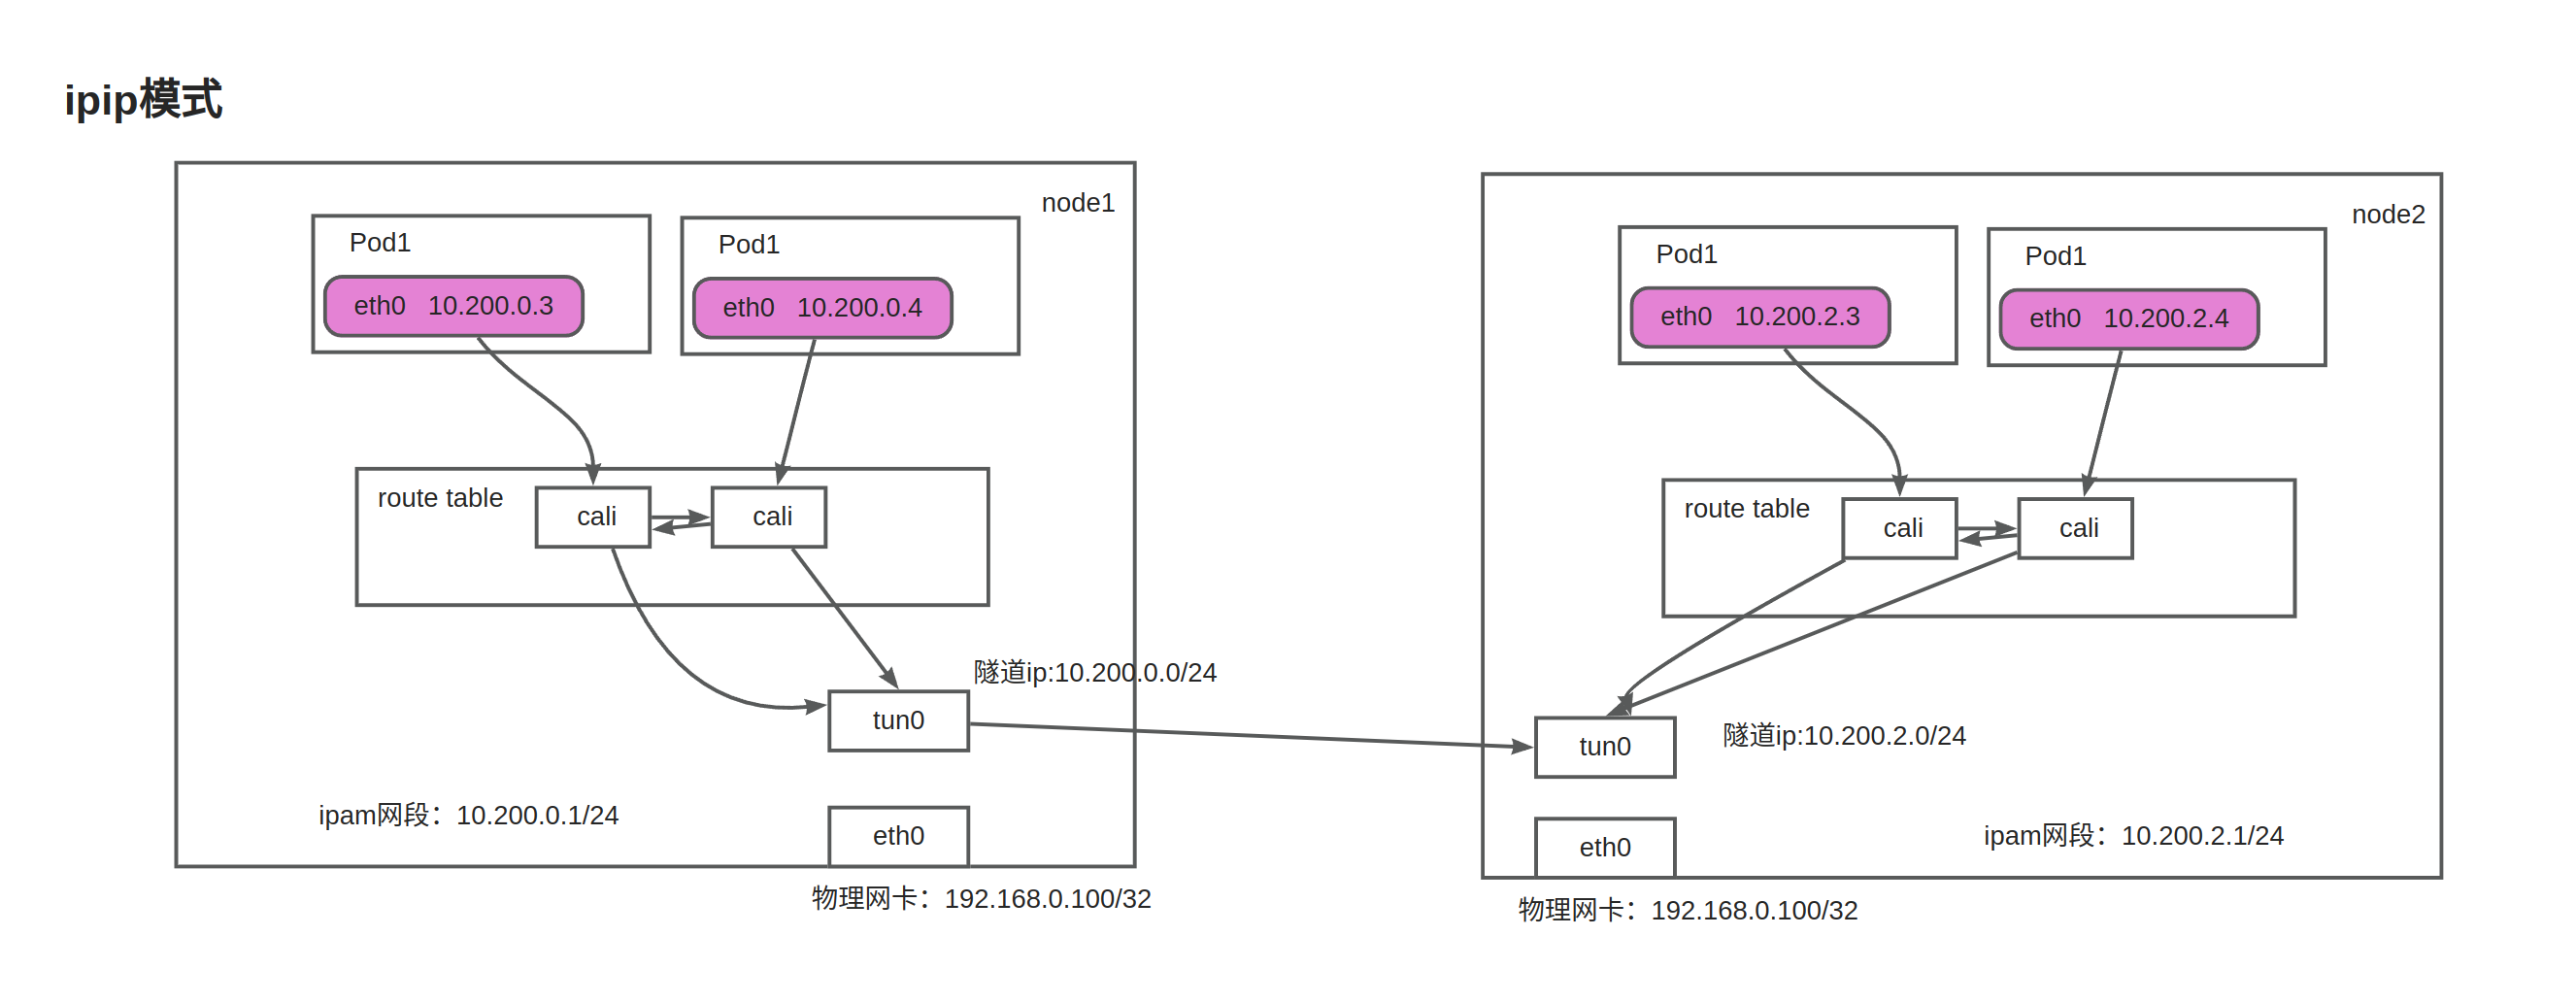 ipip模式
node1
Pod1
eth0 10.200.0.3
Pod1
eth0 10.200.0.4
route table
cali
cali
隧道ip:10.200.0.0/24
tun0
ipam网段：10.200.0.1/24
eth0
物理网卡：192.168.0.100/32
node2
Pod1
eth0 10.200.2.3
Pod1
eth0 10.200.2.4
route table
cali
cali
tun0
隧道ip:10.200.2.0/24
eth0
ipam网段：10.200.2.1/24
物理网卡：192.168.0.100/32